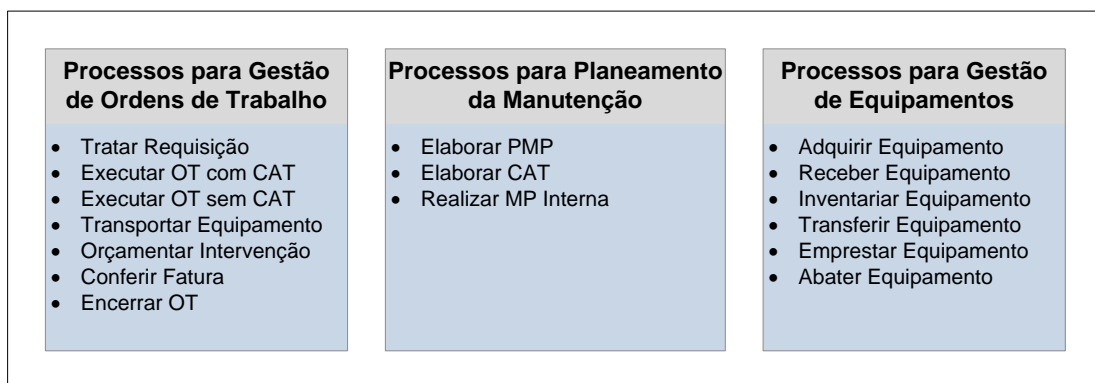 Processos para Gestão
de Ordens de Trabalho
• Tratar Requisição
• Executar OT com CAT
• Executar OT sem CAT
• Transportar Equipamento
• Orçamentar Intervenção
• Conferir Fatura
• Encerrar OT
Processos para Planeamento
da Manutenção
• Elaborar PMP
• Elaborar CAT
• Realizar MP Interna
Processos para Gestão
de Equipamentos
• Adquirir Equipamento
• Receber Equipamento
• Inventariar Equipamento
• Transferir Equipamento
• Emprestar Equipamento
• Abater Equipamento